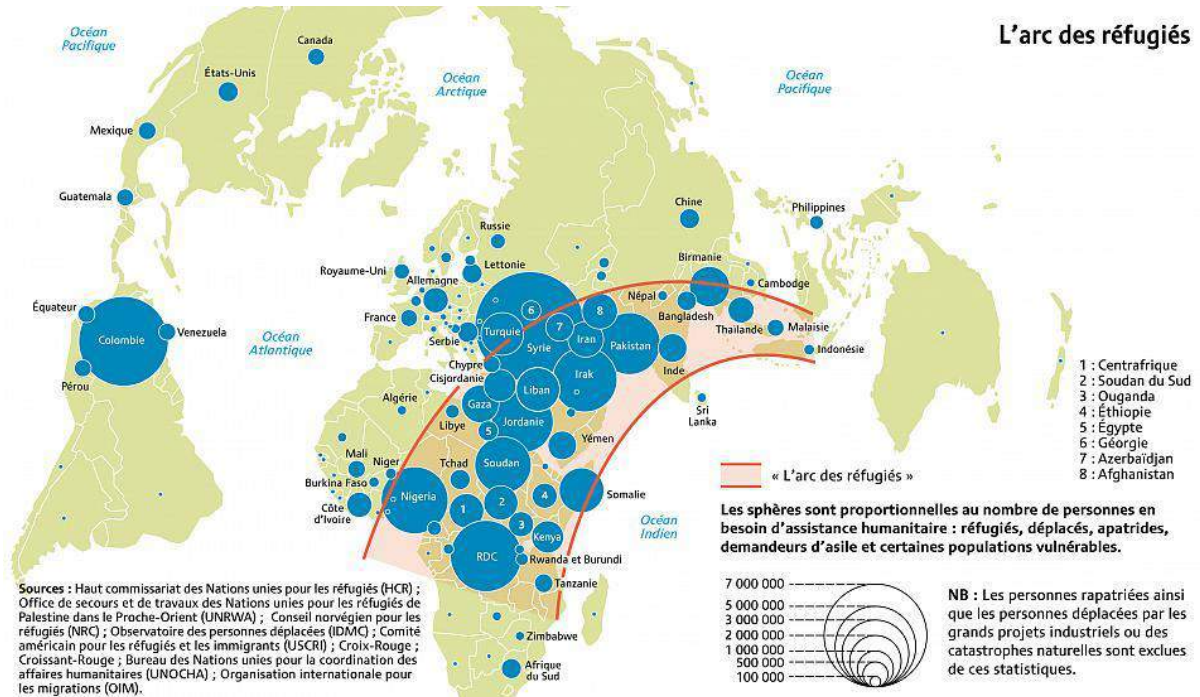 L'arc des réfugiés
Océan
Pacifique
Canada
États-Unis
Océan
Arctique
Océan
Pacifique
Mexique
Guatemala
Chine
Philippines
Russie
Royaume-Uni
Lettonie
Allemagne
Birmanie
Cambodge
Népal
Bangladesh
Équateur
Colombie
Venezuela
Pérou
Océan
Atlantique
France
Serbie
Turquie
6
7
8
Syrie
Iran
Pakistan
Thaïlande
Malaisie
Indonésie
Inde
Chypre
Cisjordanie
Irak
Liban
Gaza
Jordanie
Sri
Lanka
Algérie
Libye
5
Yémen
Mali
Niger
Tchad
Soudan
Burkina Faso
Nigeria
Côte
d'Ivoire
1
2
4
Somalie
3
Kenya
Océan
Indien
RDC
Rwanda et Burundi
Tanzanie
Zimbabwe
Afrique
du Sud
1 : Centrafrique
2 : Soudan du Sud
3 : Ouganda
4 : Éthiopie
5 : Égypte
6 : Géorgie
7 : Azerbaïdjan
8 : Afghanistan
« L'arc des réfugiés »
Les sphères sont proportionnelles au nombre de personnes en
besoin d'assistance humanitaire : réfugiés, déplacés, apatrides,
demandeurs d'asile et certaines populations vulnérables.
7 000 000
5 000 000
3 000 000
2 000 000
1 000 000
500 000
100 000
NB : Les personnes rapatriées ainsi
que les personnes déplacées par les
grands projets industriels ou des
catastrophes naturelles sont exclues
de ces statistiques.
Sources : Haut commissariat des Nations unies pour les réfugiés (HCR) ;
Office de secours et de travaux des Nations unies pour les réfugiés de
Palestine dans le Proche-Orient (UNRWA) ; Conseil norvégien pour les
réfugiés (NRC) ; Observatoire des personnes déplacées (IDMC) ; Comité
américain pour les réfugiés et les immigrants (USCRI) ; Croix-Rouge ;
Croissant-Rouge ; Bureau des Nations unies pour la coordination des
affaires humanitaires (UNOCHA) ; Organisation internationale pour
les migrations (OIM).